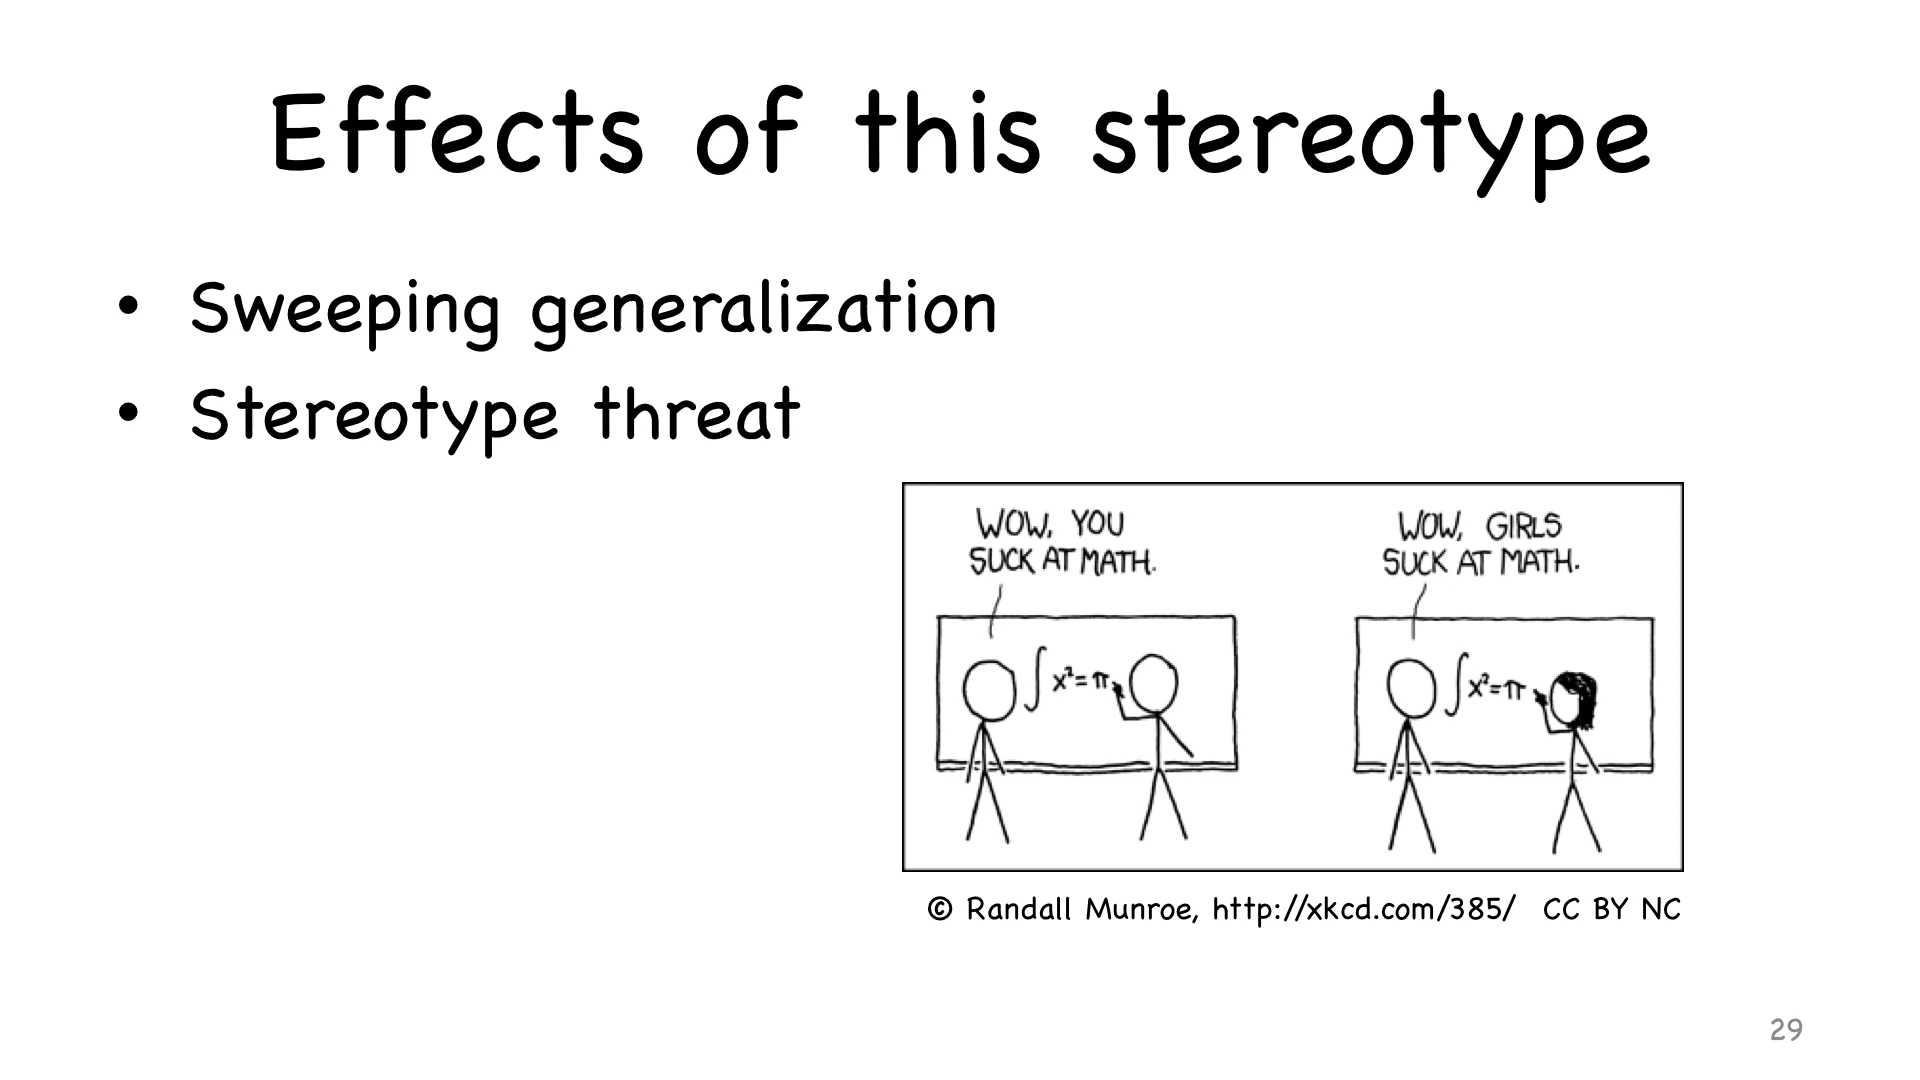 Effects of this stereotype
• Sweeping generalization
• Stereotype threat
WOW, YOU
SUCK AT MATH.
∫ x²=π
WOW, GIRLS
SUCK AT MATH.
∫ x²=π
© Randall Munroe, http://xkcd.com/385/ CC BY NC
29